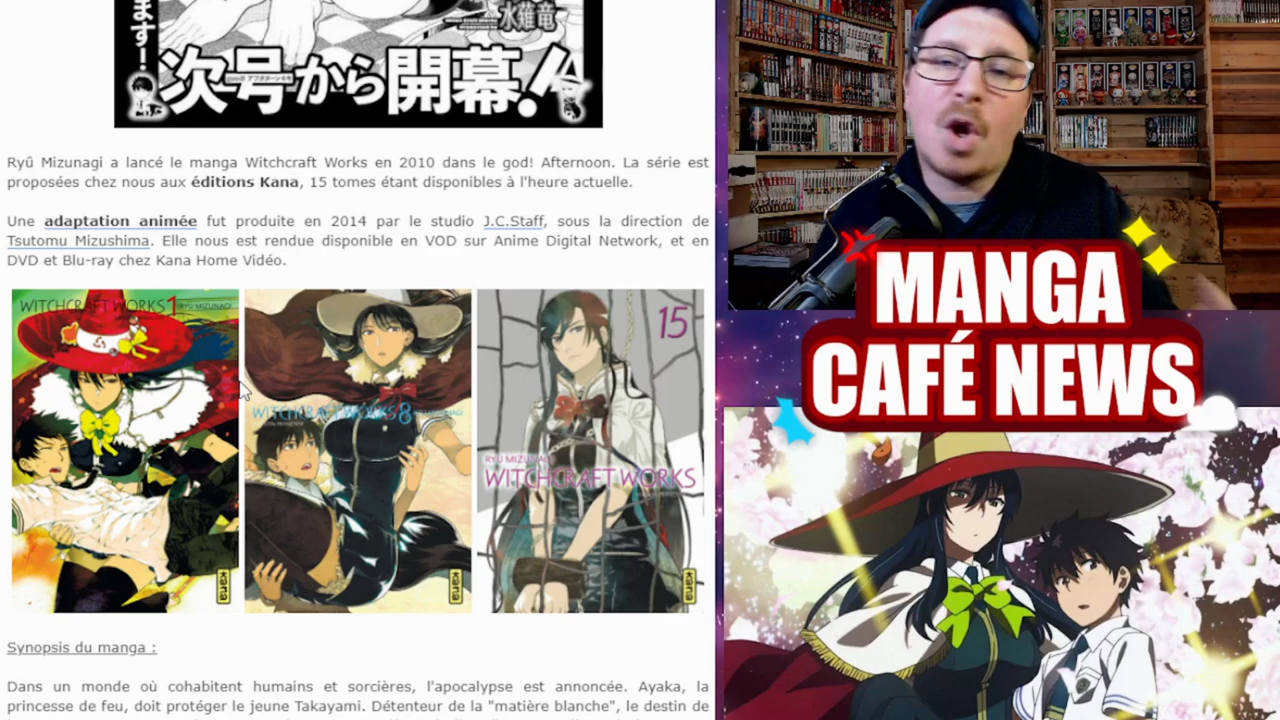 ます!
水薙竜
次号から開幕!
Ryû Mizunagi a lancé le manga Witchcraft Works en 2010 dans le god! Afternoon. La série est
proposées chez nous aux éditions Kana, 15 tomes étant disponibles à l'heure actuelle.
Une adaptation animée fut produite en 2014 par le studio J.C.Staff, sous la direction de
Tsutomu Mizushima. Elle nous est rendue disponible en VOD sur Anime Digital Network, et en
DVD et Blu-ray chez Kana Home Vidéo.
WITCHCRAFT WORKS 1 RYU MIZUNAGI
kana
WITCHCRAFT WORKS 8
kana
15
RYU MIZUNAGI
WITCHCRAFT WORKS
kana
Synopsis du manga :
Dans un monde où cohabitent humains et sorcières, l'apocalypse est annoncée. Ayaka, la
princesse de feu, doit protéger le jeune Takayami. Détenteur de la "matière blanche", le destin de
MANGA
CAFÉ NEWS